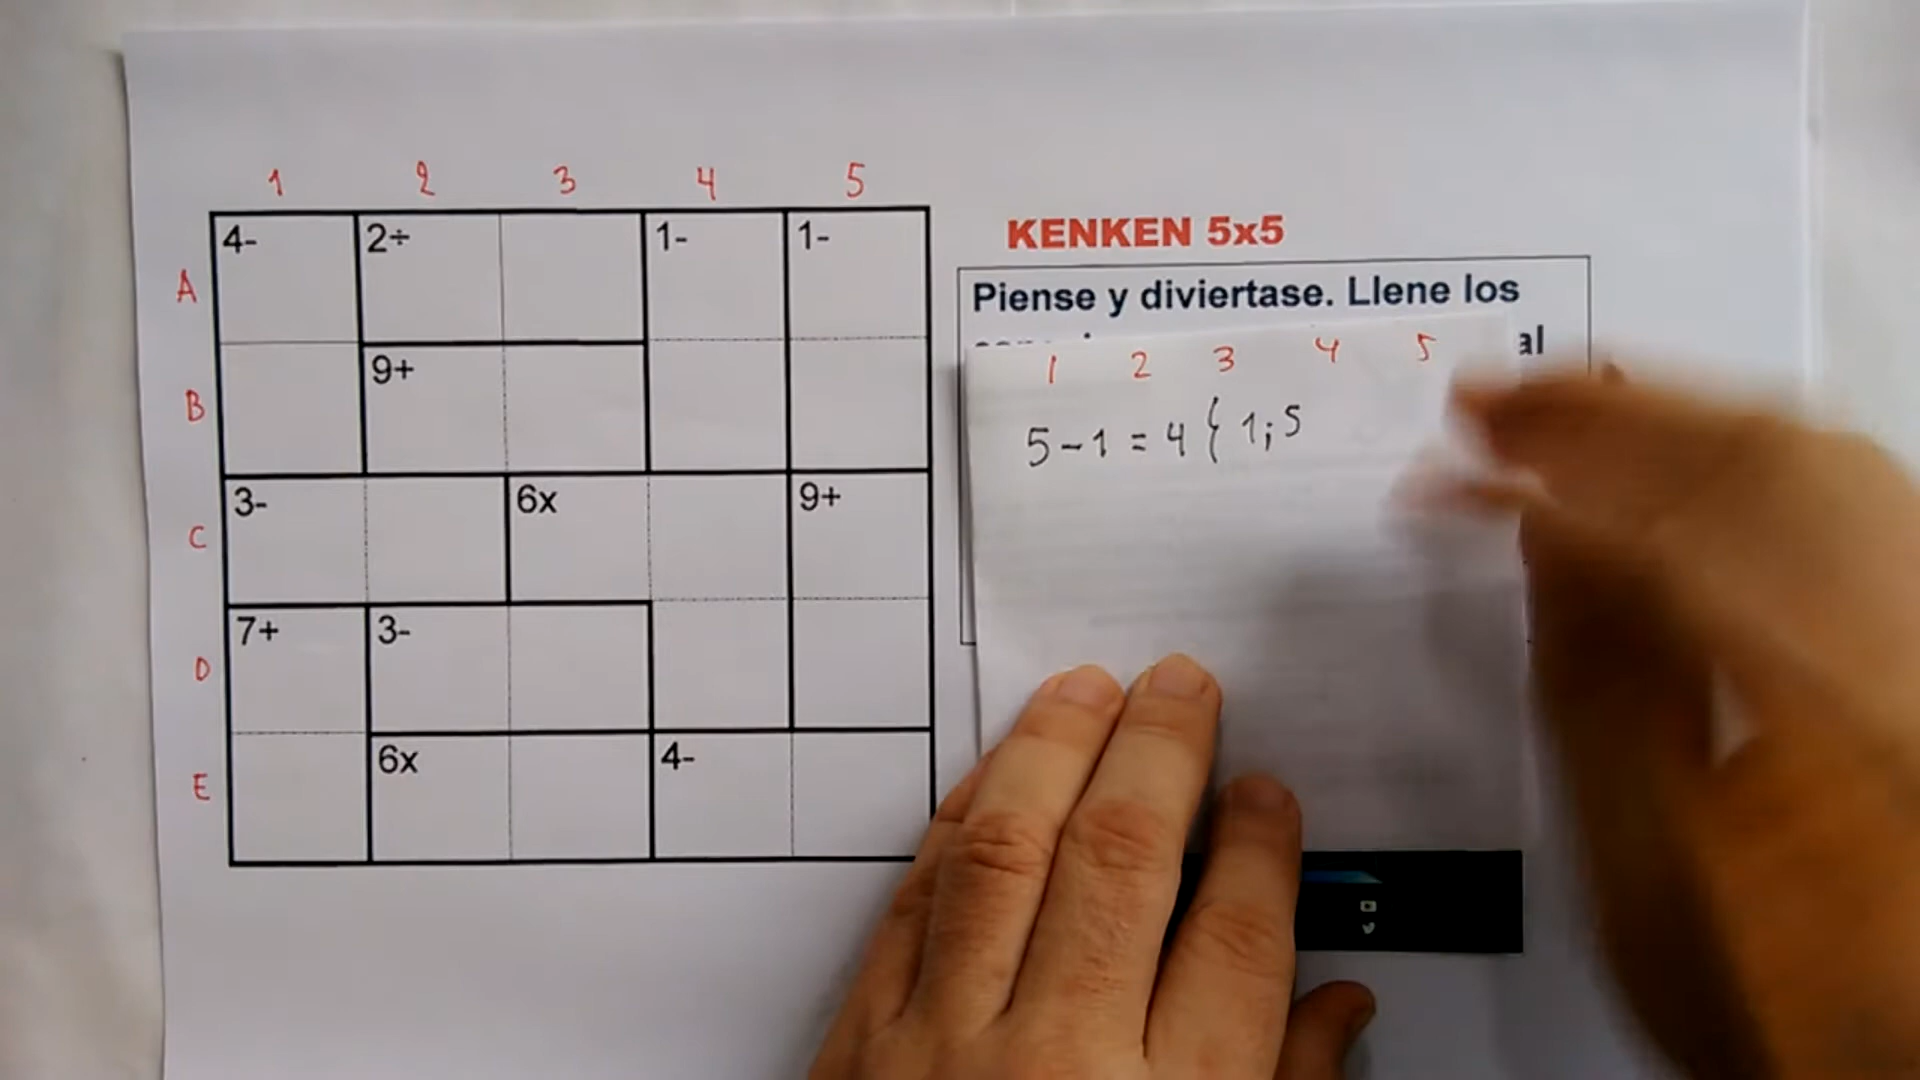 1 2 3 4 5
4- 2÷ 1- 1-
A
9+
B
3- 6x 9+
C
7+ 3-
D
6x 4-
E
KENKEN 5x5
Piense y diviertase. Llene los
al
1 2 3 4 5
5-1=4{1;5